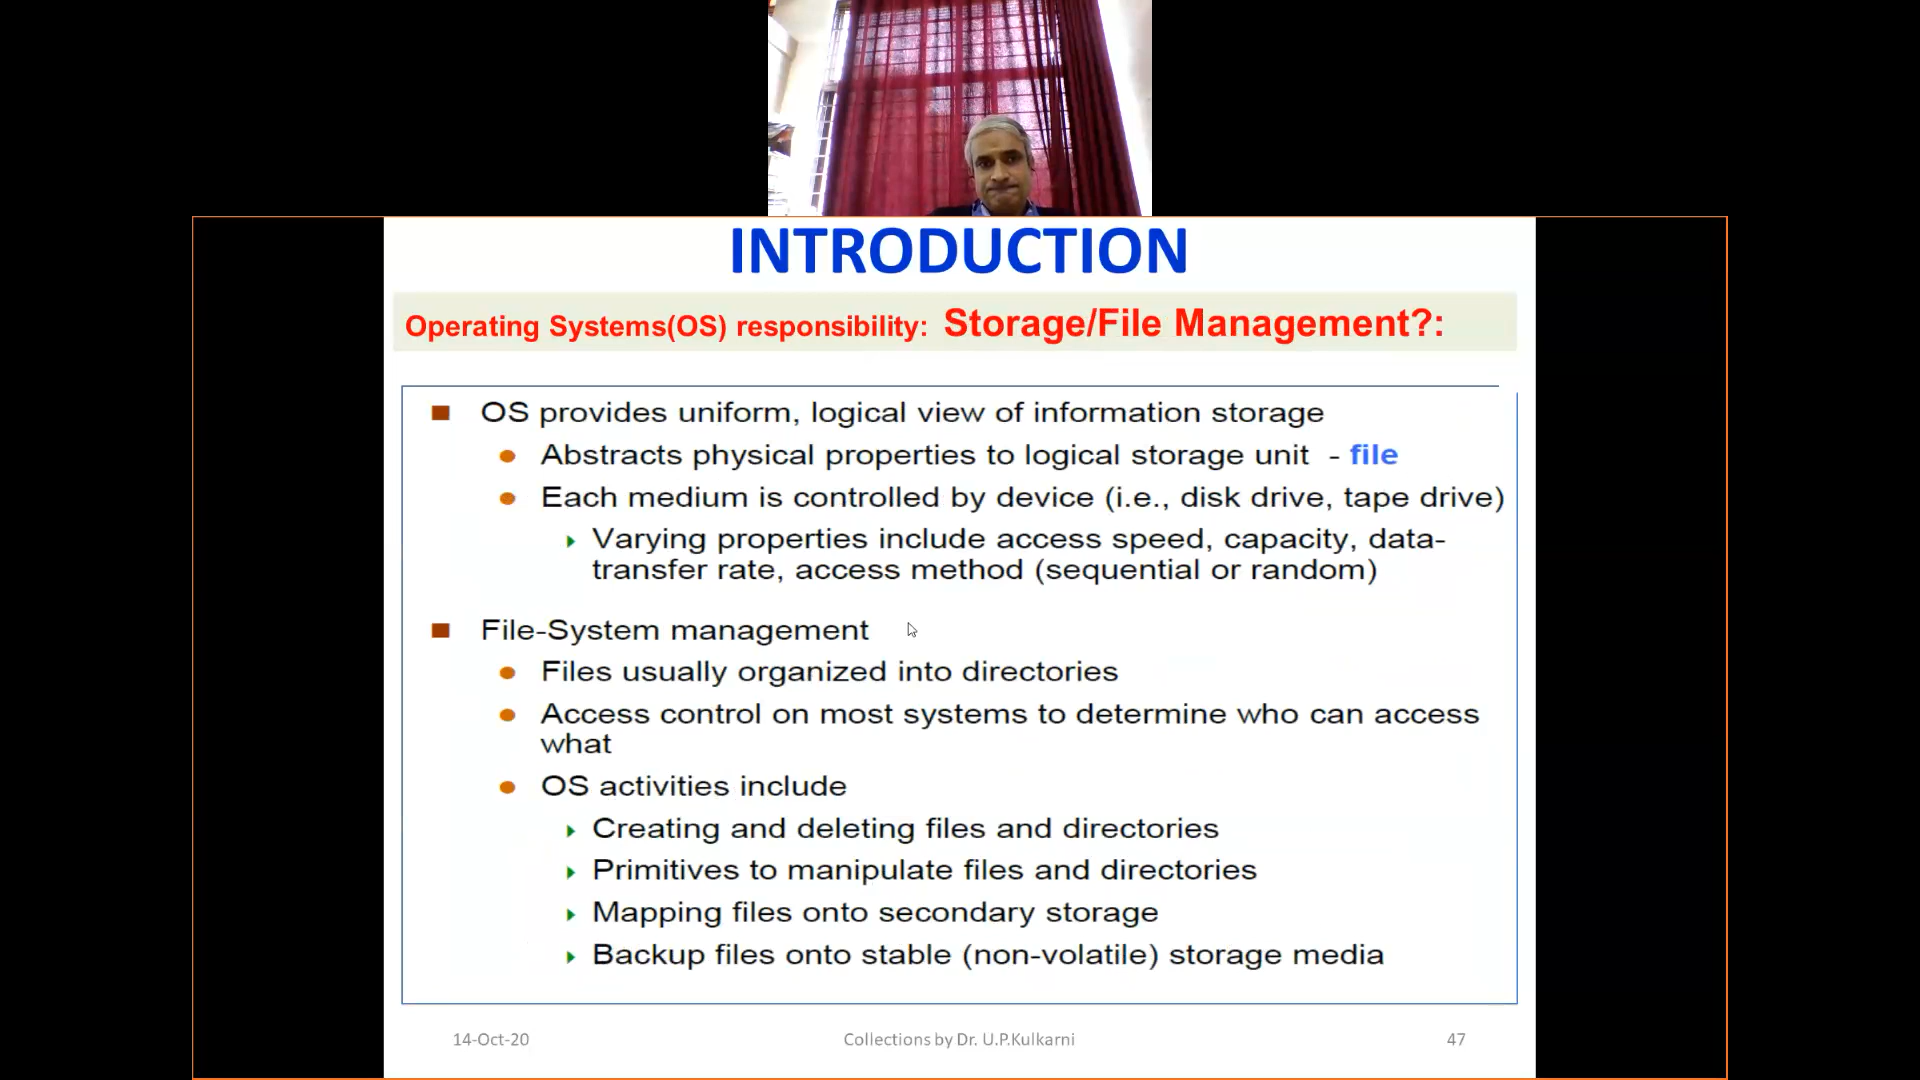 INTRODUCTION
Operating Systems(OS) responsibility: Storage/File Management?:
OS provides uniform, logical view of information storage
Abstracts physical properties to logical storage unit - file
Each medium is controlled by device (i.e., disk drive, tape drive)
Varying properties include access speed, capacity, data-
transfer rate, access method (sequential or random)
File-System management
Files usually organized into directories
Access control on most systems to determine who can access
what
OS activities include
Creating and deleting files and directories
Primitives to manipulate files and directories
Mapping files onto secondary storage
Backup files onto stable (non-volatile) storage media
14-Oct-20
Collections by Dr. U.P.Kulkarni
47